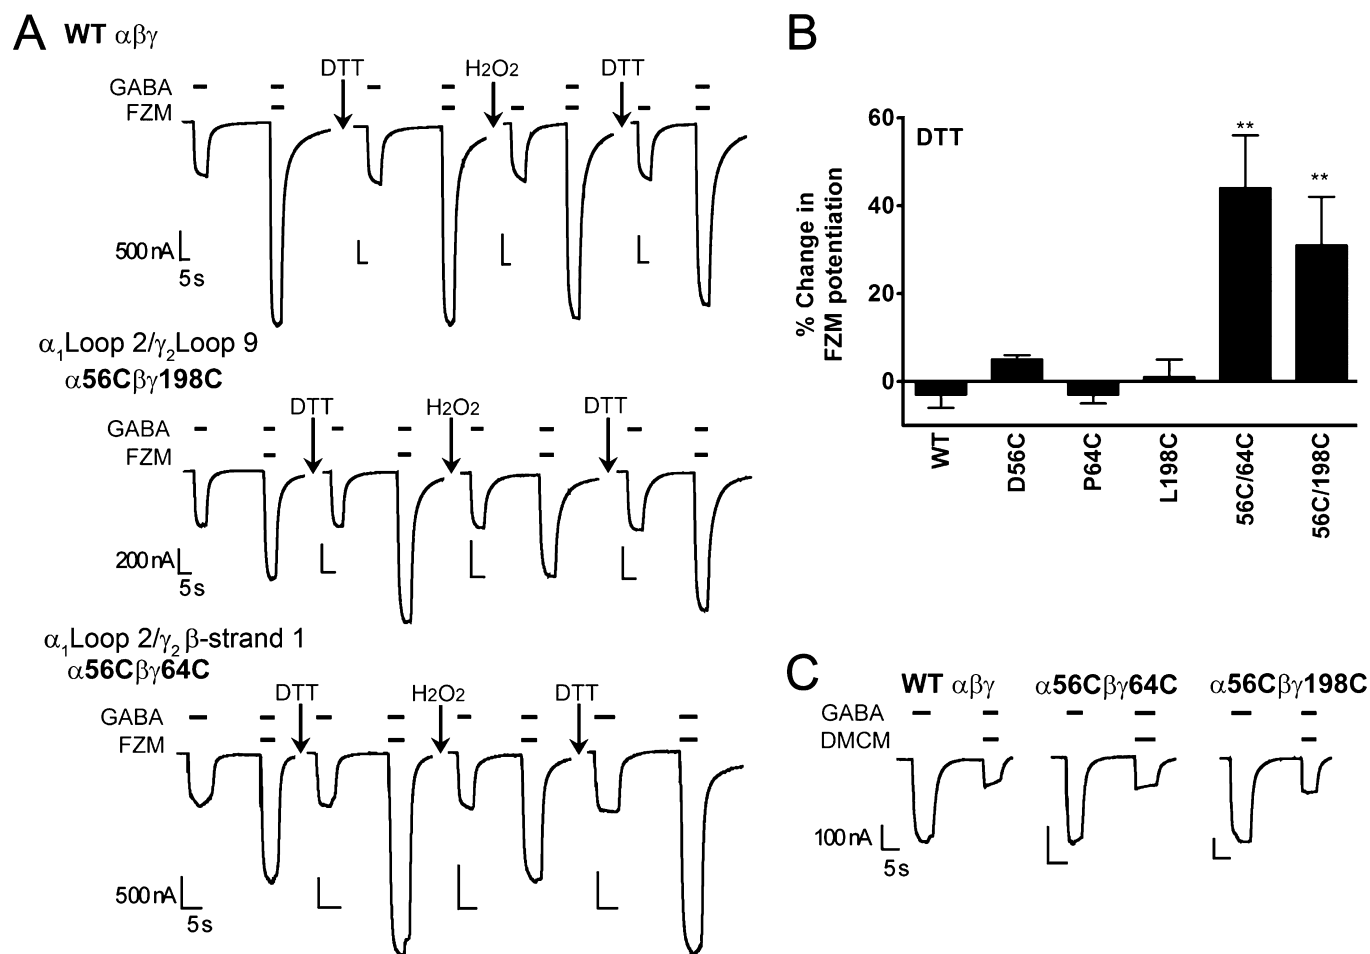 A WT αβγ
DTT H2O2 DTT
GABA
FZM
500 nA
5 s
α1Loop 2/γ2Loop 9
α56Cβγ198C
DTT H2O2 DTT
GABA
FZM
200 nA
5 s
α1Loop 2/γ2 β-strand 1
α56Cβγ64C
DTT H2O2 DTT
GABA
FZM
500 nA
5 s
B
% Change in
FZM potentiation
60
40
20
0
DTT
**
**
WT
D56C
P64C
L198C
56C/64C
56C/198C
C
WT αβγ α56Cβγ64C α56Cβγ198C
GABA
DMCM
100 nA
5 s